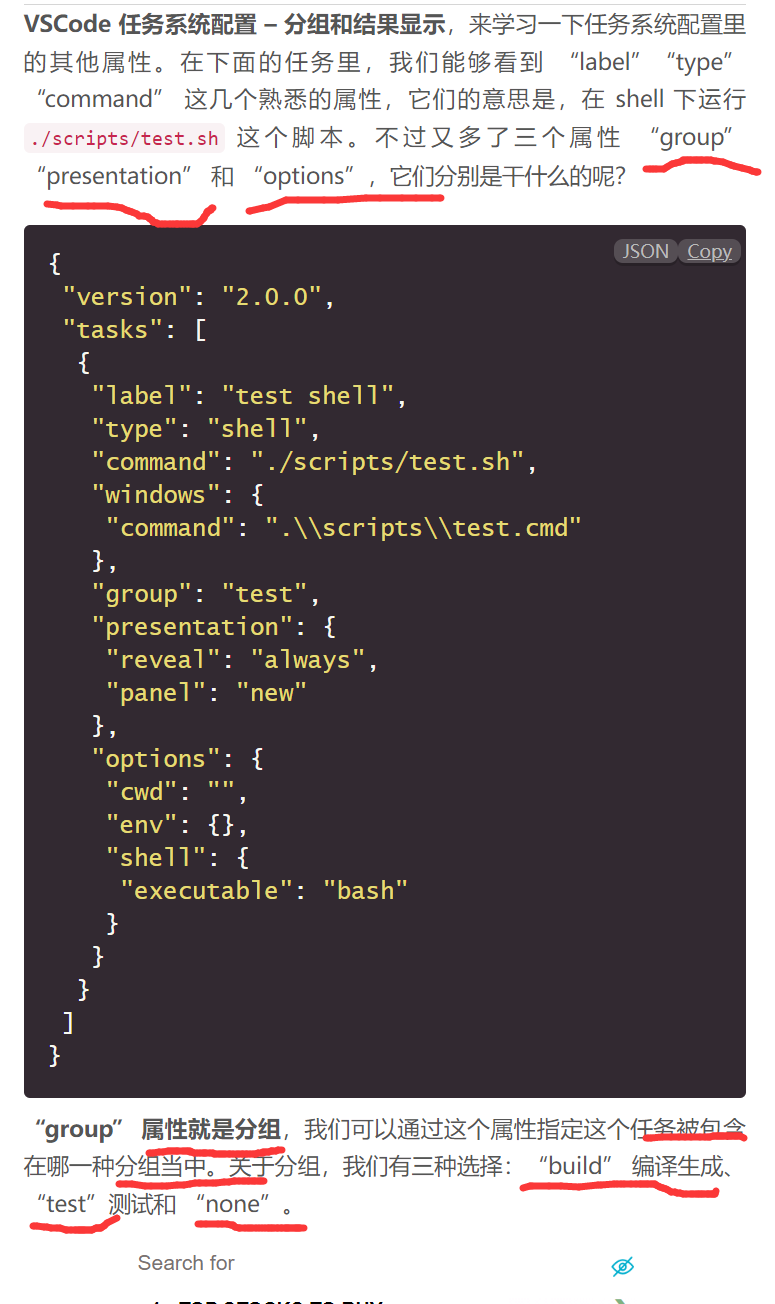 VSCode 任务系统配置 – 分组和结果显示，来学习一下任务系统配置里
的其他属性。在下面的任务里，我们能够看到 “label” “type”
“command” 这几个熟悉的属性，它们的意思是，在 shell 下运行
./scripts/test.sh 这个脚本。不过又多了三个属性 “group”
“presentation” 和 “options”，它们分别是干什么的呢？
JSON Copy
{
"version": "2.0.0",
"tasks": [
{
"label": "test shell",
"type": "shell",
"command": "./scripts/test.sh",
"windows": {
"command": ".\\scripts\\test.cmd"
},
"group": "test",
"presentation": {
"reveal": "always",
"panel": "new"
},
"options": {
"cwd": "",
"env": {},
"shell": {
"executable": "bash"
}
}
}
]
}
“group” 属性就是分组，我们可以通过这个属性指定这个任务被包含
在哪一种分组当中。关于分组，我们有三种选择：“build” 编译生成、
“test” 测试和 “none”。
Search for